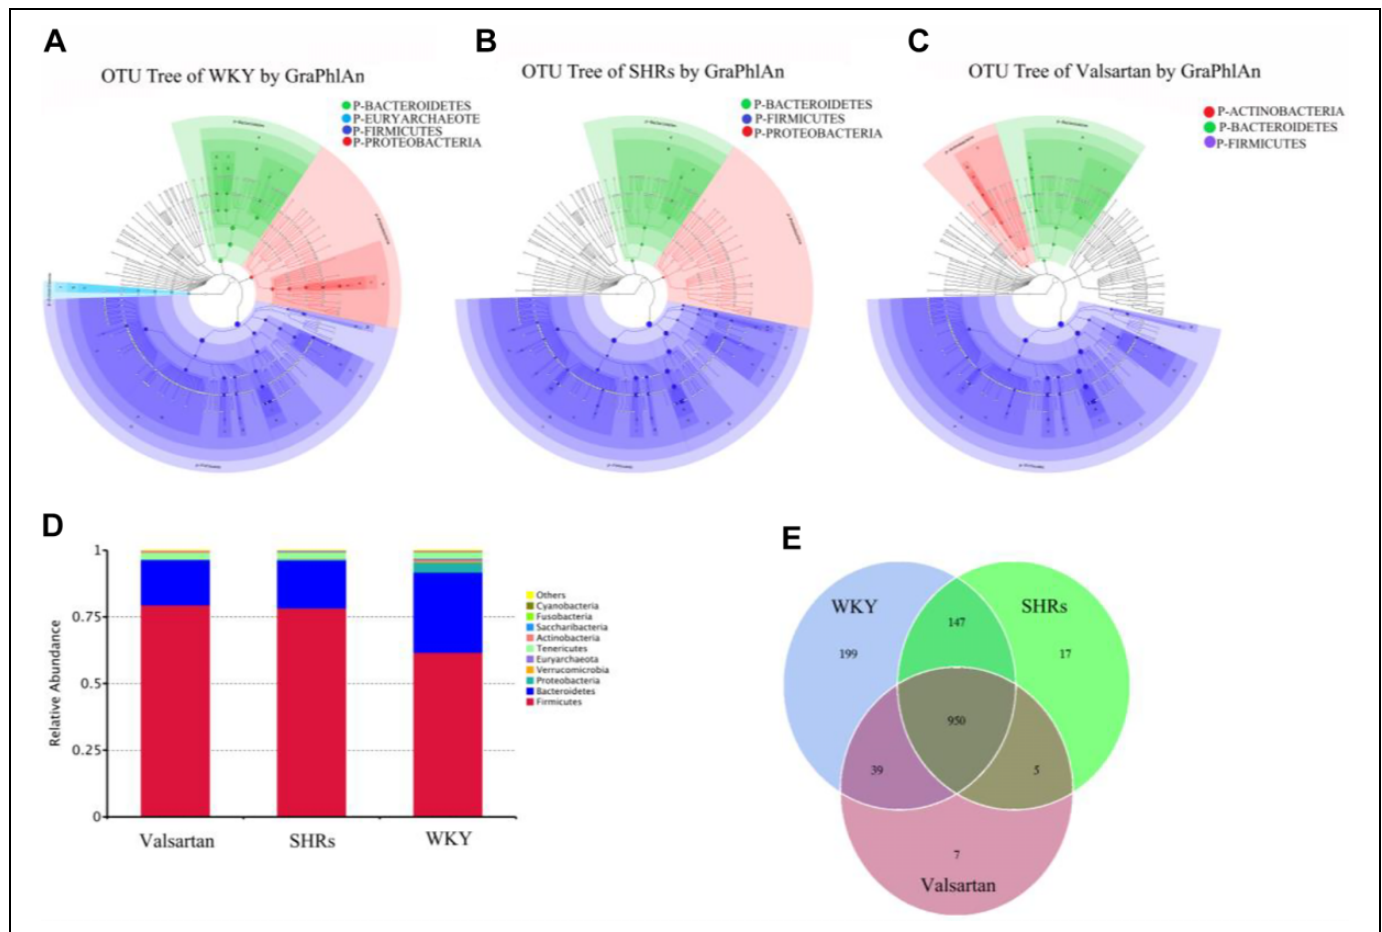 A
OTU Tree of WKY by GraPhlAn
P-BACTEROIDETES
P-EURYARCHAEOTE
P-FIRMICUTES
P-PROTEOBACTERIA
B
OTU Tree of SHRs by GraPhlAn
P-BACTEROIDETES
P-FIRMICUTES
P-PROTEOBACTERIA
C
OTU Tree of Valsartan by GraPhlAn
P-ACTINOBACTERIA
P-BACTEROIDETES
P-FIRMICUTES
D
Relative Abundance
1
0.75
0.5
0.25
0
Valsartan
SHRs
WKY
Others
Cyanobacteria
Fusobacteria
Saccharibacteria
Actinobacteria
Tenericutes
Euryarchaeota
Verrucomicrobia
Proteobacteria
Bacteroidetes
Firmicutes
E
WKY
SHRs
147
199
17
950
39
5
7
Valsartan